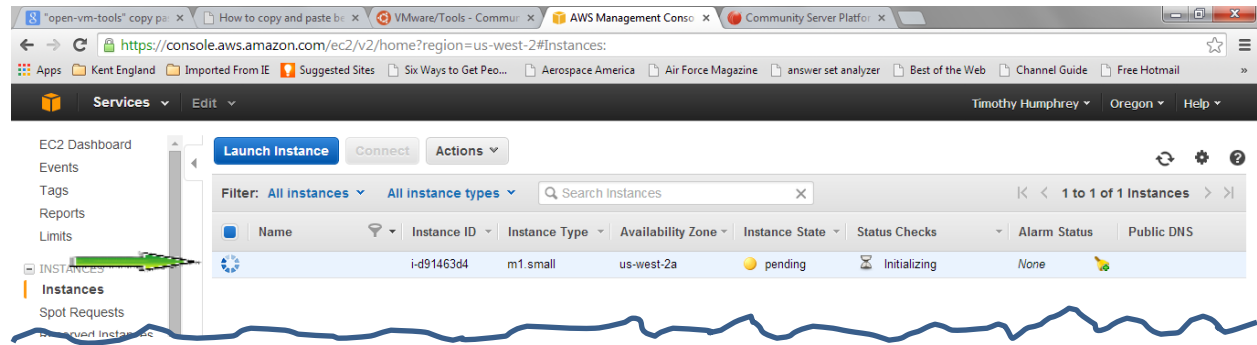 "open-vm-tools" copy pa
How to copy and paste be
VMware/Tools - Commun
AWS Management Conso
Community Server Platfor
https://console.aws.amazon.com/ec2/v2/home?region=us-west-2#Instances:
Apps Kent England Imported From IE Suggested Sites Six Ways to Get Peo... Aerospace America Air Force Magazine answer set analyzer Best of the Web Channel Guide Free Hotmail »
Services Edit Timothy Humphrey Oregon Help
EC2 Dashboard
Events
Tags
Reports
Limits
INSTANCES
Instances
Spot Requests
Reserved Instances
Launch Instance Connect Actions
Filter: All instances All instance types Search Instances 1 to 1 of 1 Instances
Name Instance ID Instance Type Availability Zone Instance State Status Checks Alarm Status Public DNS
i-d91463d4 m1.small us-west-2a pending Initializing None